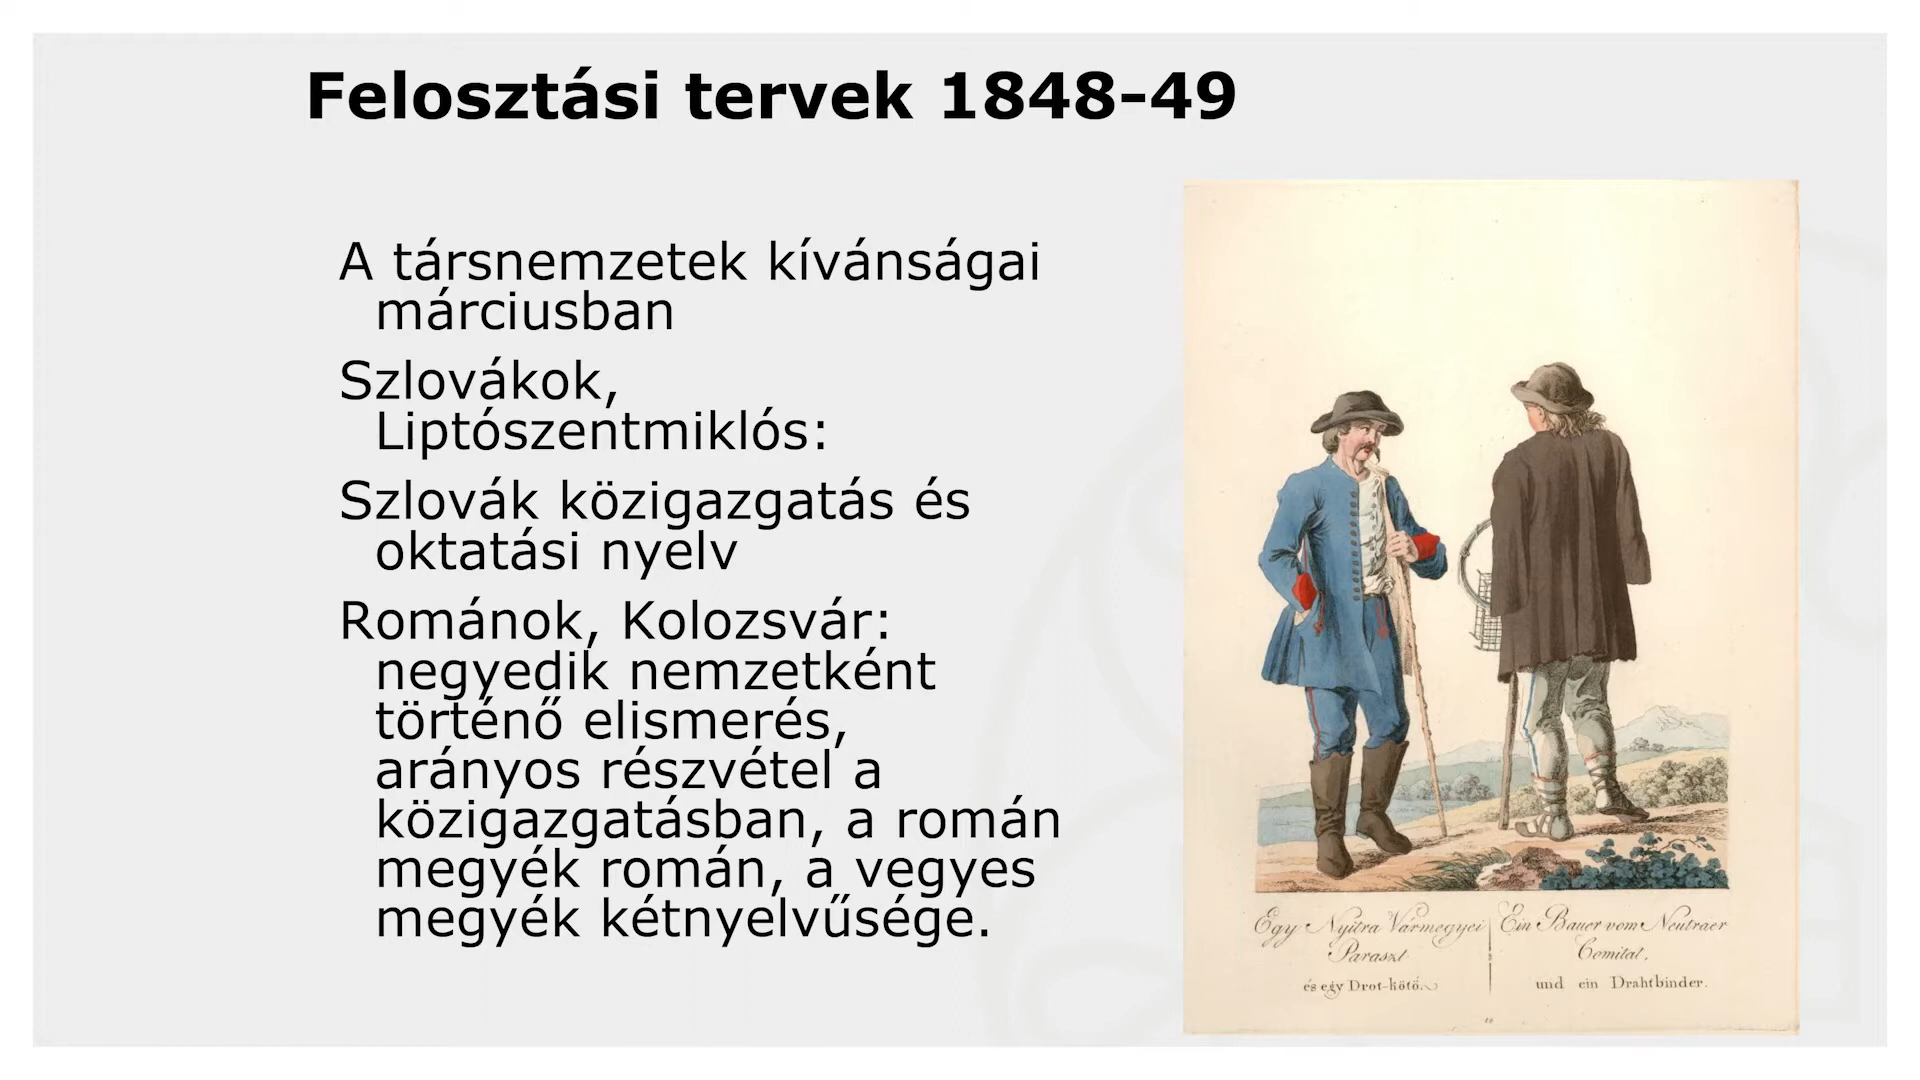 Felosztási tervek 1848-49
A társnemzetek kívánságai
márciusban
Szlovákok,
Liptószentmiklós:
Szlovák közigazgatás és
oktatási nyelv
Románok, Kolozsvár:
negyedik nemzetként
történő elismerés,
arányos részvétel a
közigazgatásban, a román
megyék román, a vegyes
megyék kétnyelvűsége.
Egy Nyitra Vármegyei
Paraszt
és egy Drot-kötő.
Ein Bauer vom Neutraer
Comitat,
und ein Drahtbinder.